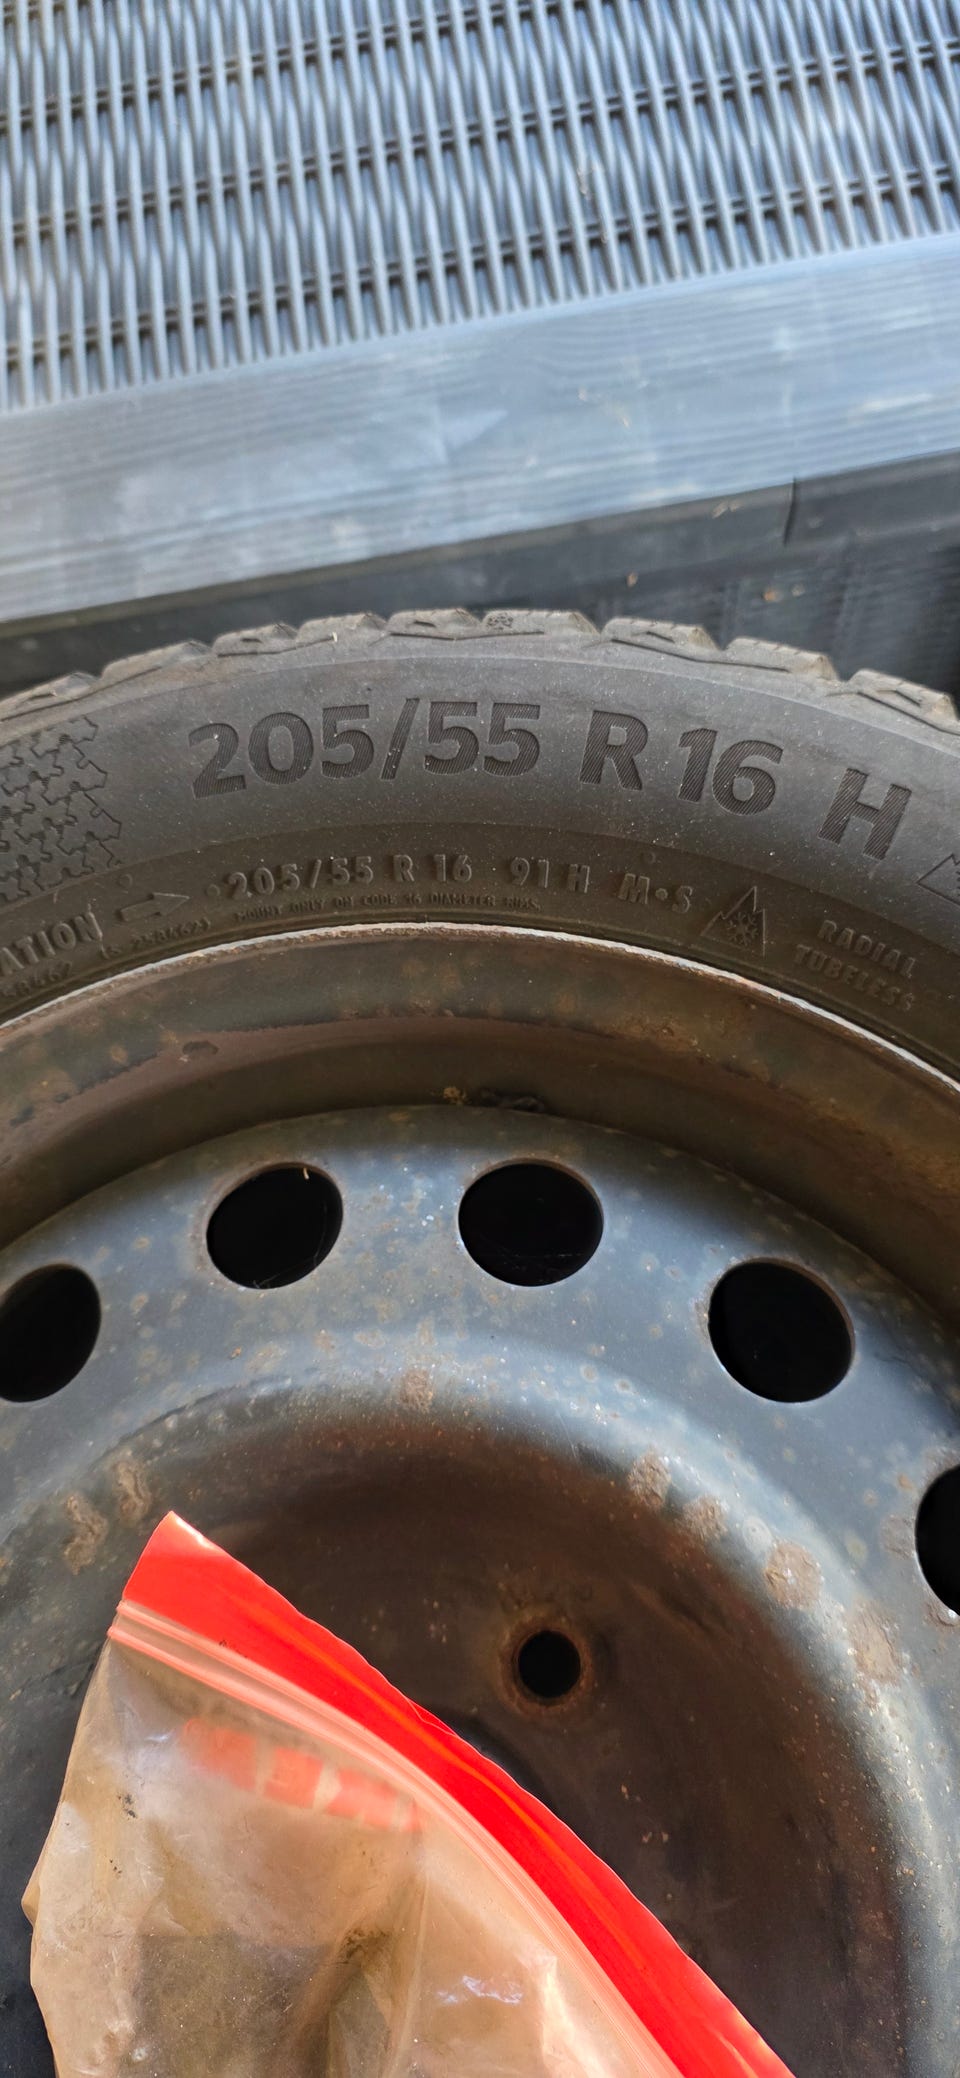 205/55 R 16 H
205/55 R 16 91 H M•S
MOUNT ONLY ON CODE 16 DIAMETER RIMS.
RADIAL
TUBELESS
ATION